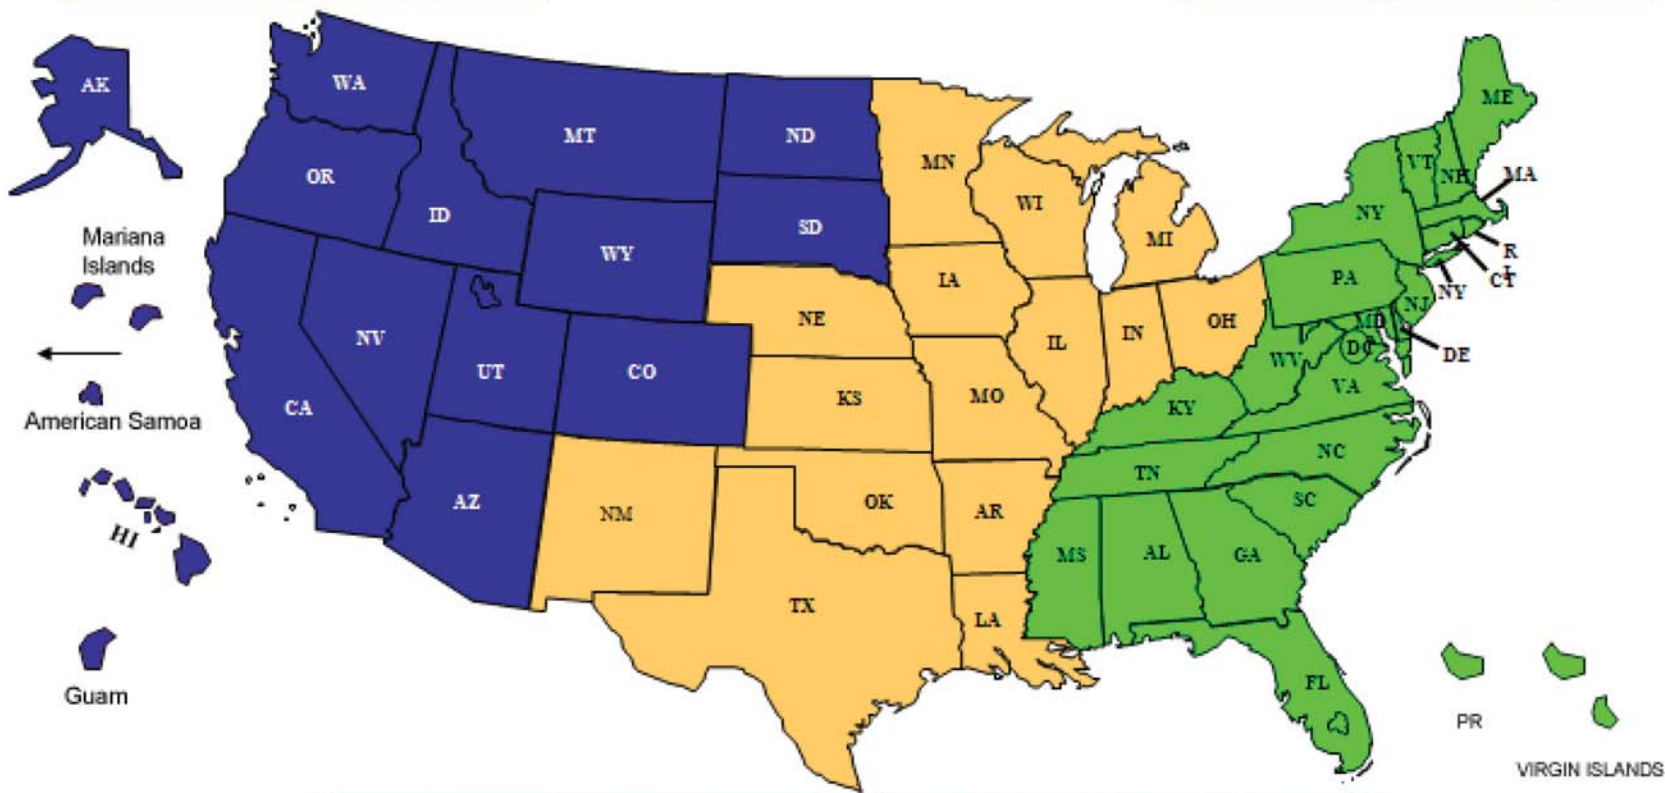 AK
WA
MT
ND
MN
ME
OR
ID
WY
SD
WI
MI
NY
VT
NH
MA
Mariana
Islands
IA
PA
NJ
NY
CT
R
I
NV
UT
CO
NE
IL
IN
OH
WV
MD
DC
DE
VA
CA
KS
MO
KY
American Samoa
AZ
NM
OK
AR
TN
NC
SC
HI
TX
LA
MS
AL
GA
FL
Guam
PR
VIRGIN ISLANDS